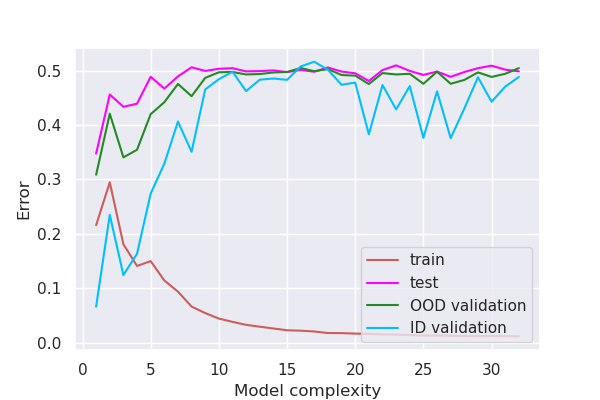 0.5
0.4
0.3
0.2
0.1
0.0
Error
0
5
10
15
20
25
30
Model complexity
train
test
OOD validation
ID validation